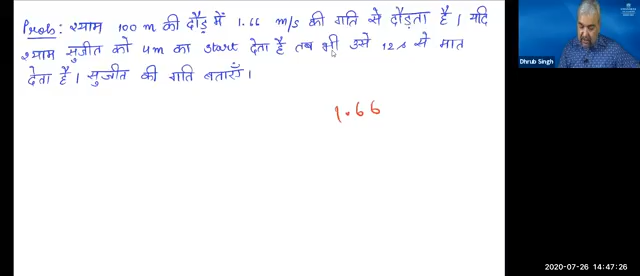 Prob: श्याम 100 m की दौड़ में 1.66 m/s की गति से दौड़ता है। यदि
श्याम सुजीत को 4m का start देता है तब भी उसे 12 s से मात
देता है। सुजीत की गति बताएँ।
1.66
Dhrub Singh
2020-07-26 14:47:26